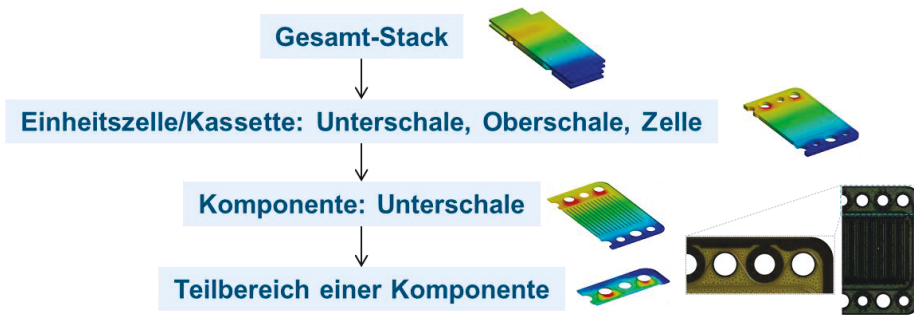 Gesamt-Stack
Einheitszelle/Kassette: Unterschale, Oberschale, Zelle
Komponente: Unterschale
Teilbereich einer Komponente